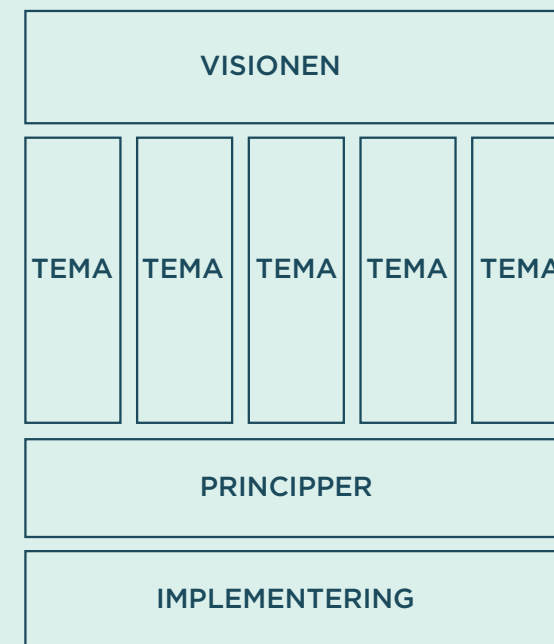 VISIONEN
TEMA TEMA TEMA TEMA TEMA
PRINCIPPER
IMPLEMENTERING